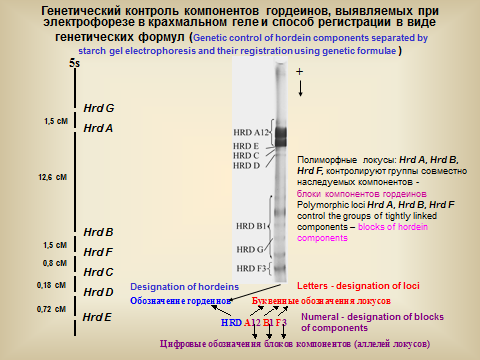 Генетический контроль компонентов гордеинов, выявляемых при
электрофорезе в крахмальном геле и способ регистрации в виде
генетических формул (Genetic control of hordein components separated by
starch gel electrophoresis and their registration using genetic formulae )
5s
Hrd G
1,5 сМ
Hrd A
12,6 сМ
Hrd B
1,5 сМ
Hrd F
0,8 сМ
Hrd C
0,18 сМ
Hrd D
0,72 сМ
Hrd E
+
HRD A12
HRD E
HRD C
HRD D
HRD B1
HRD G
HRD F3
Полиморфные локусы: Hrd A, Hrd B,
Hrd F, контролируют группы совместно
наследуемых компонентов -
блоки компонентов гордеинов
Polymorphic loci Hrd A, Hrd B, Hrd F
control the groups of tightly linked
components – blocks of hordein
components
Designation of hordeins
Обозначение гордеинов
Letters - designation of loci
Буквенные обозначения локусов
HRD A12 B1 F3
Numeral - designation of blocks
of components
Цифровые обозначения блоков компонентов (аллелей локусов)